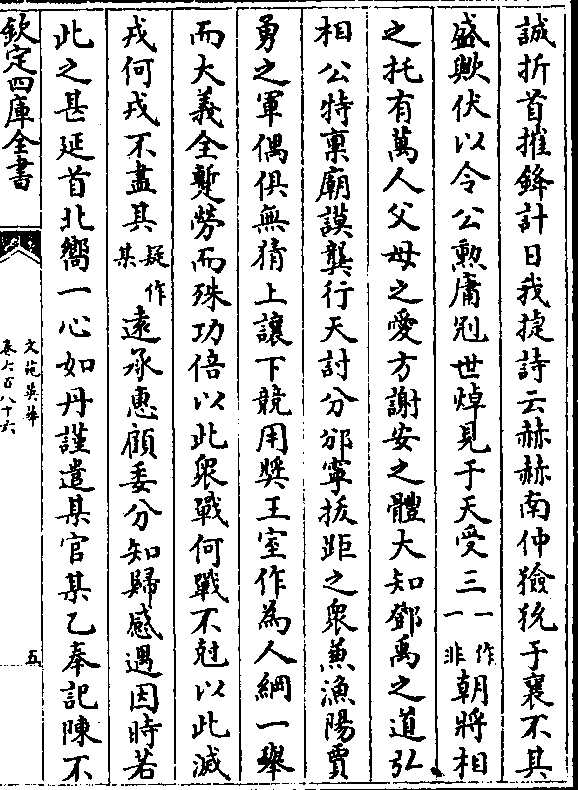 誠折首摧鋒計日我捷詩云赫赫南仲獫狁于襄不其
盛歟伏以令公勲庸冠世焯見于天受三一作一非朝將相
之托有萬人父母之愛方謝安之體大知鄧禹之道弘
相公特禀廟謨龔行天討分邠寧拔距之衆兼漁陽賈
勇之軍偶俱無猜上讓下競用奬王室作為人綱一舉
而大義全蹔勞而殊功倍以此衆戰何戰不尅以此滅
戎何戎不盡其疑作某遠承惠顧委分知歸感遇因時若
此之甚延首北嚮一心如丹謹遣某官某乙奉記陳不
欽定四庫全書
文苑英華
卷六百八十六
五